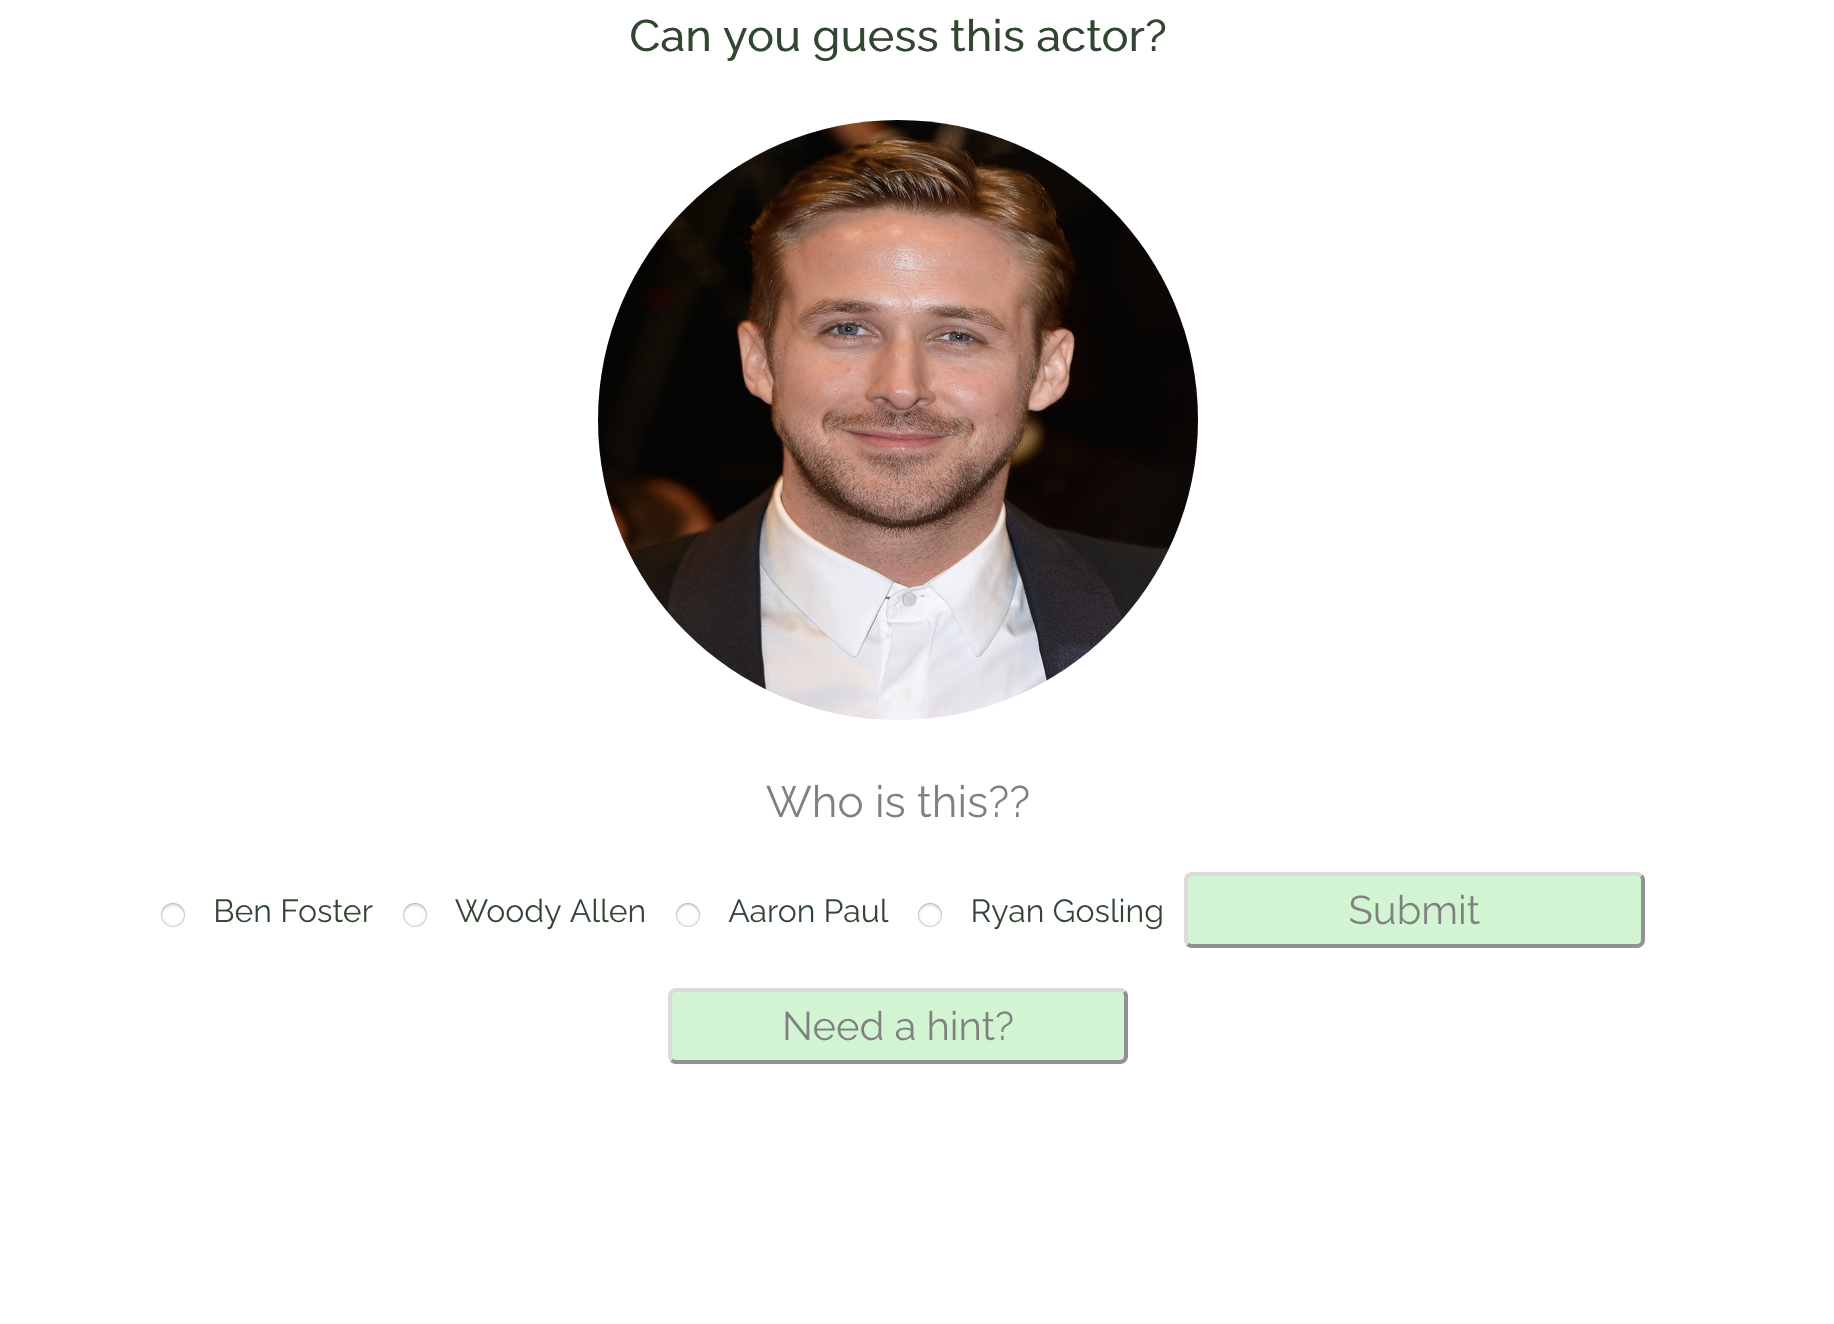 Can you guess this actor?
Who is this??
Ben Foster Woody Allen Aaron Paul Ryan Gosling Submit
Need a hint?